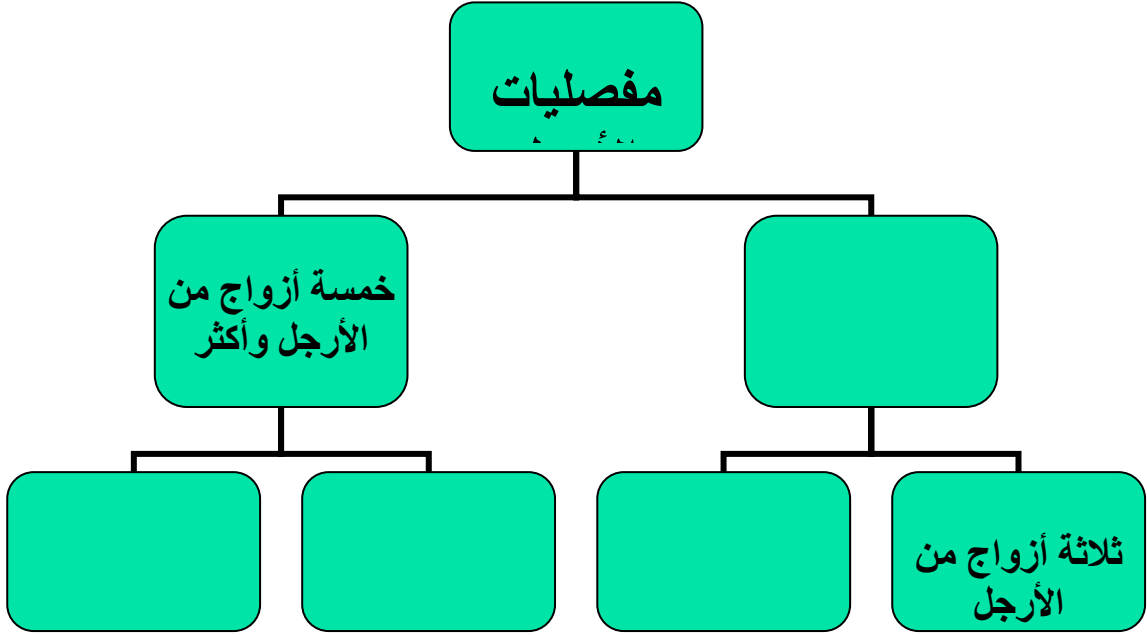 مفصليات
خمسة أزواج من
الأرجل وأكثر
ثلاثة أزواج من
الأرجل